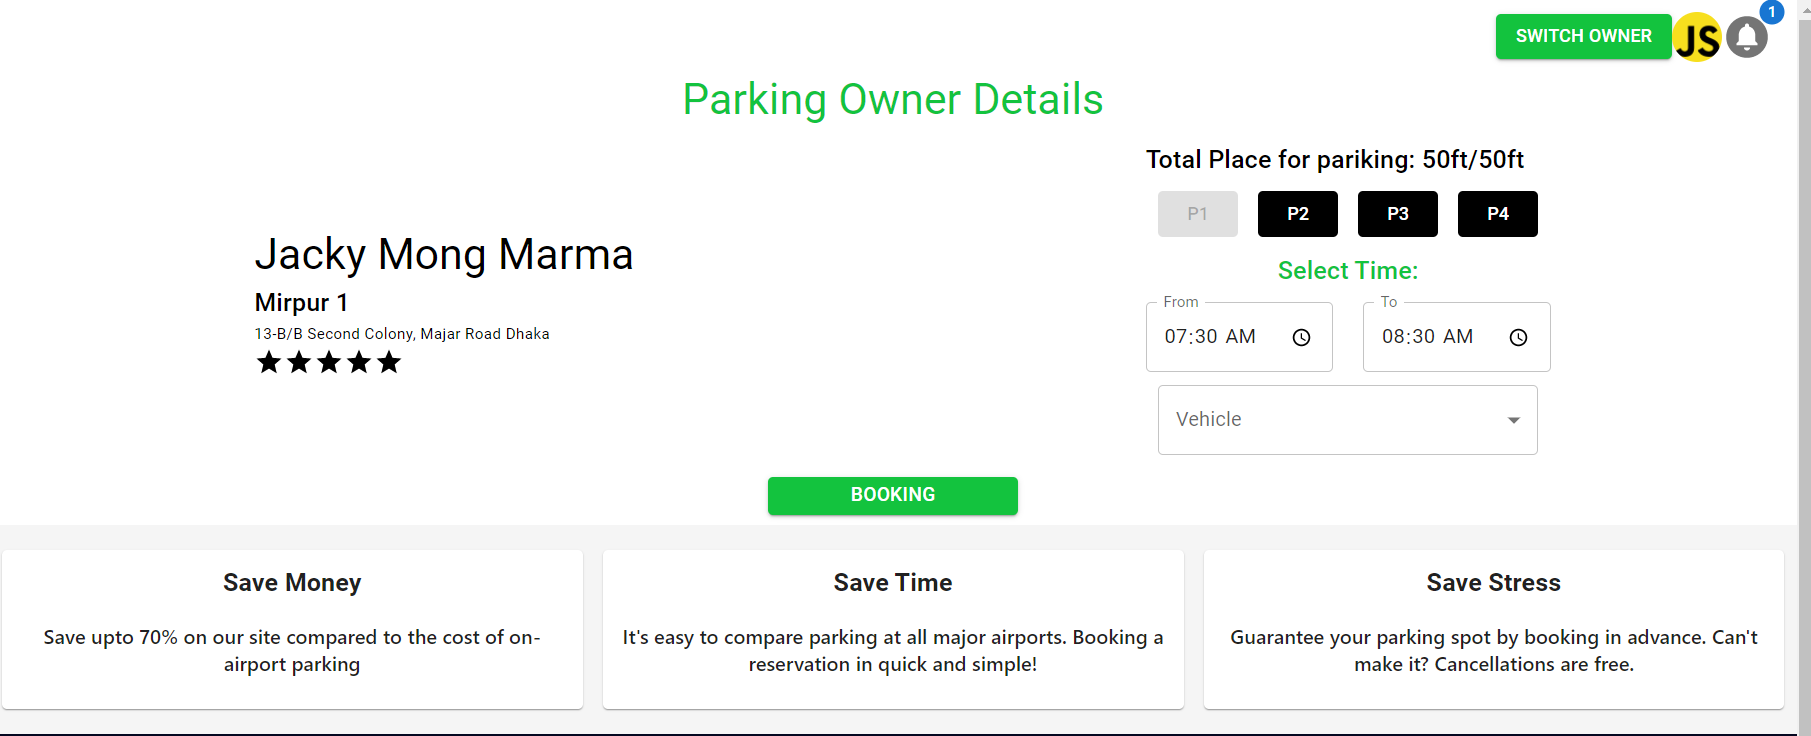 SWITCH OWNER
JS
1
Parking Owner Details
Total Place for pariking: 50ft/50ft
P1 P2 P3 P4
Jacky Mong Marma
Mirpur 1
13-B/B Second Colony, Majar Road Dhaka
Select Time:
From To
07:30 AM 08:30 AM
Vehicle
BOOKING
Save Money
Save upto 70% on our site compared to the cost of on-
airport parking
Save Time
It's easy to compare parking at all major airports. Booking a
reservation in quick and simple!
Save Stress
Guarantee your parking spot by booking in advance. Can't
make it? Cancellations are free.